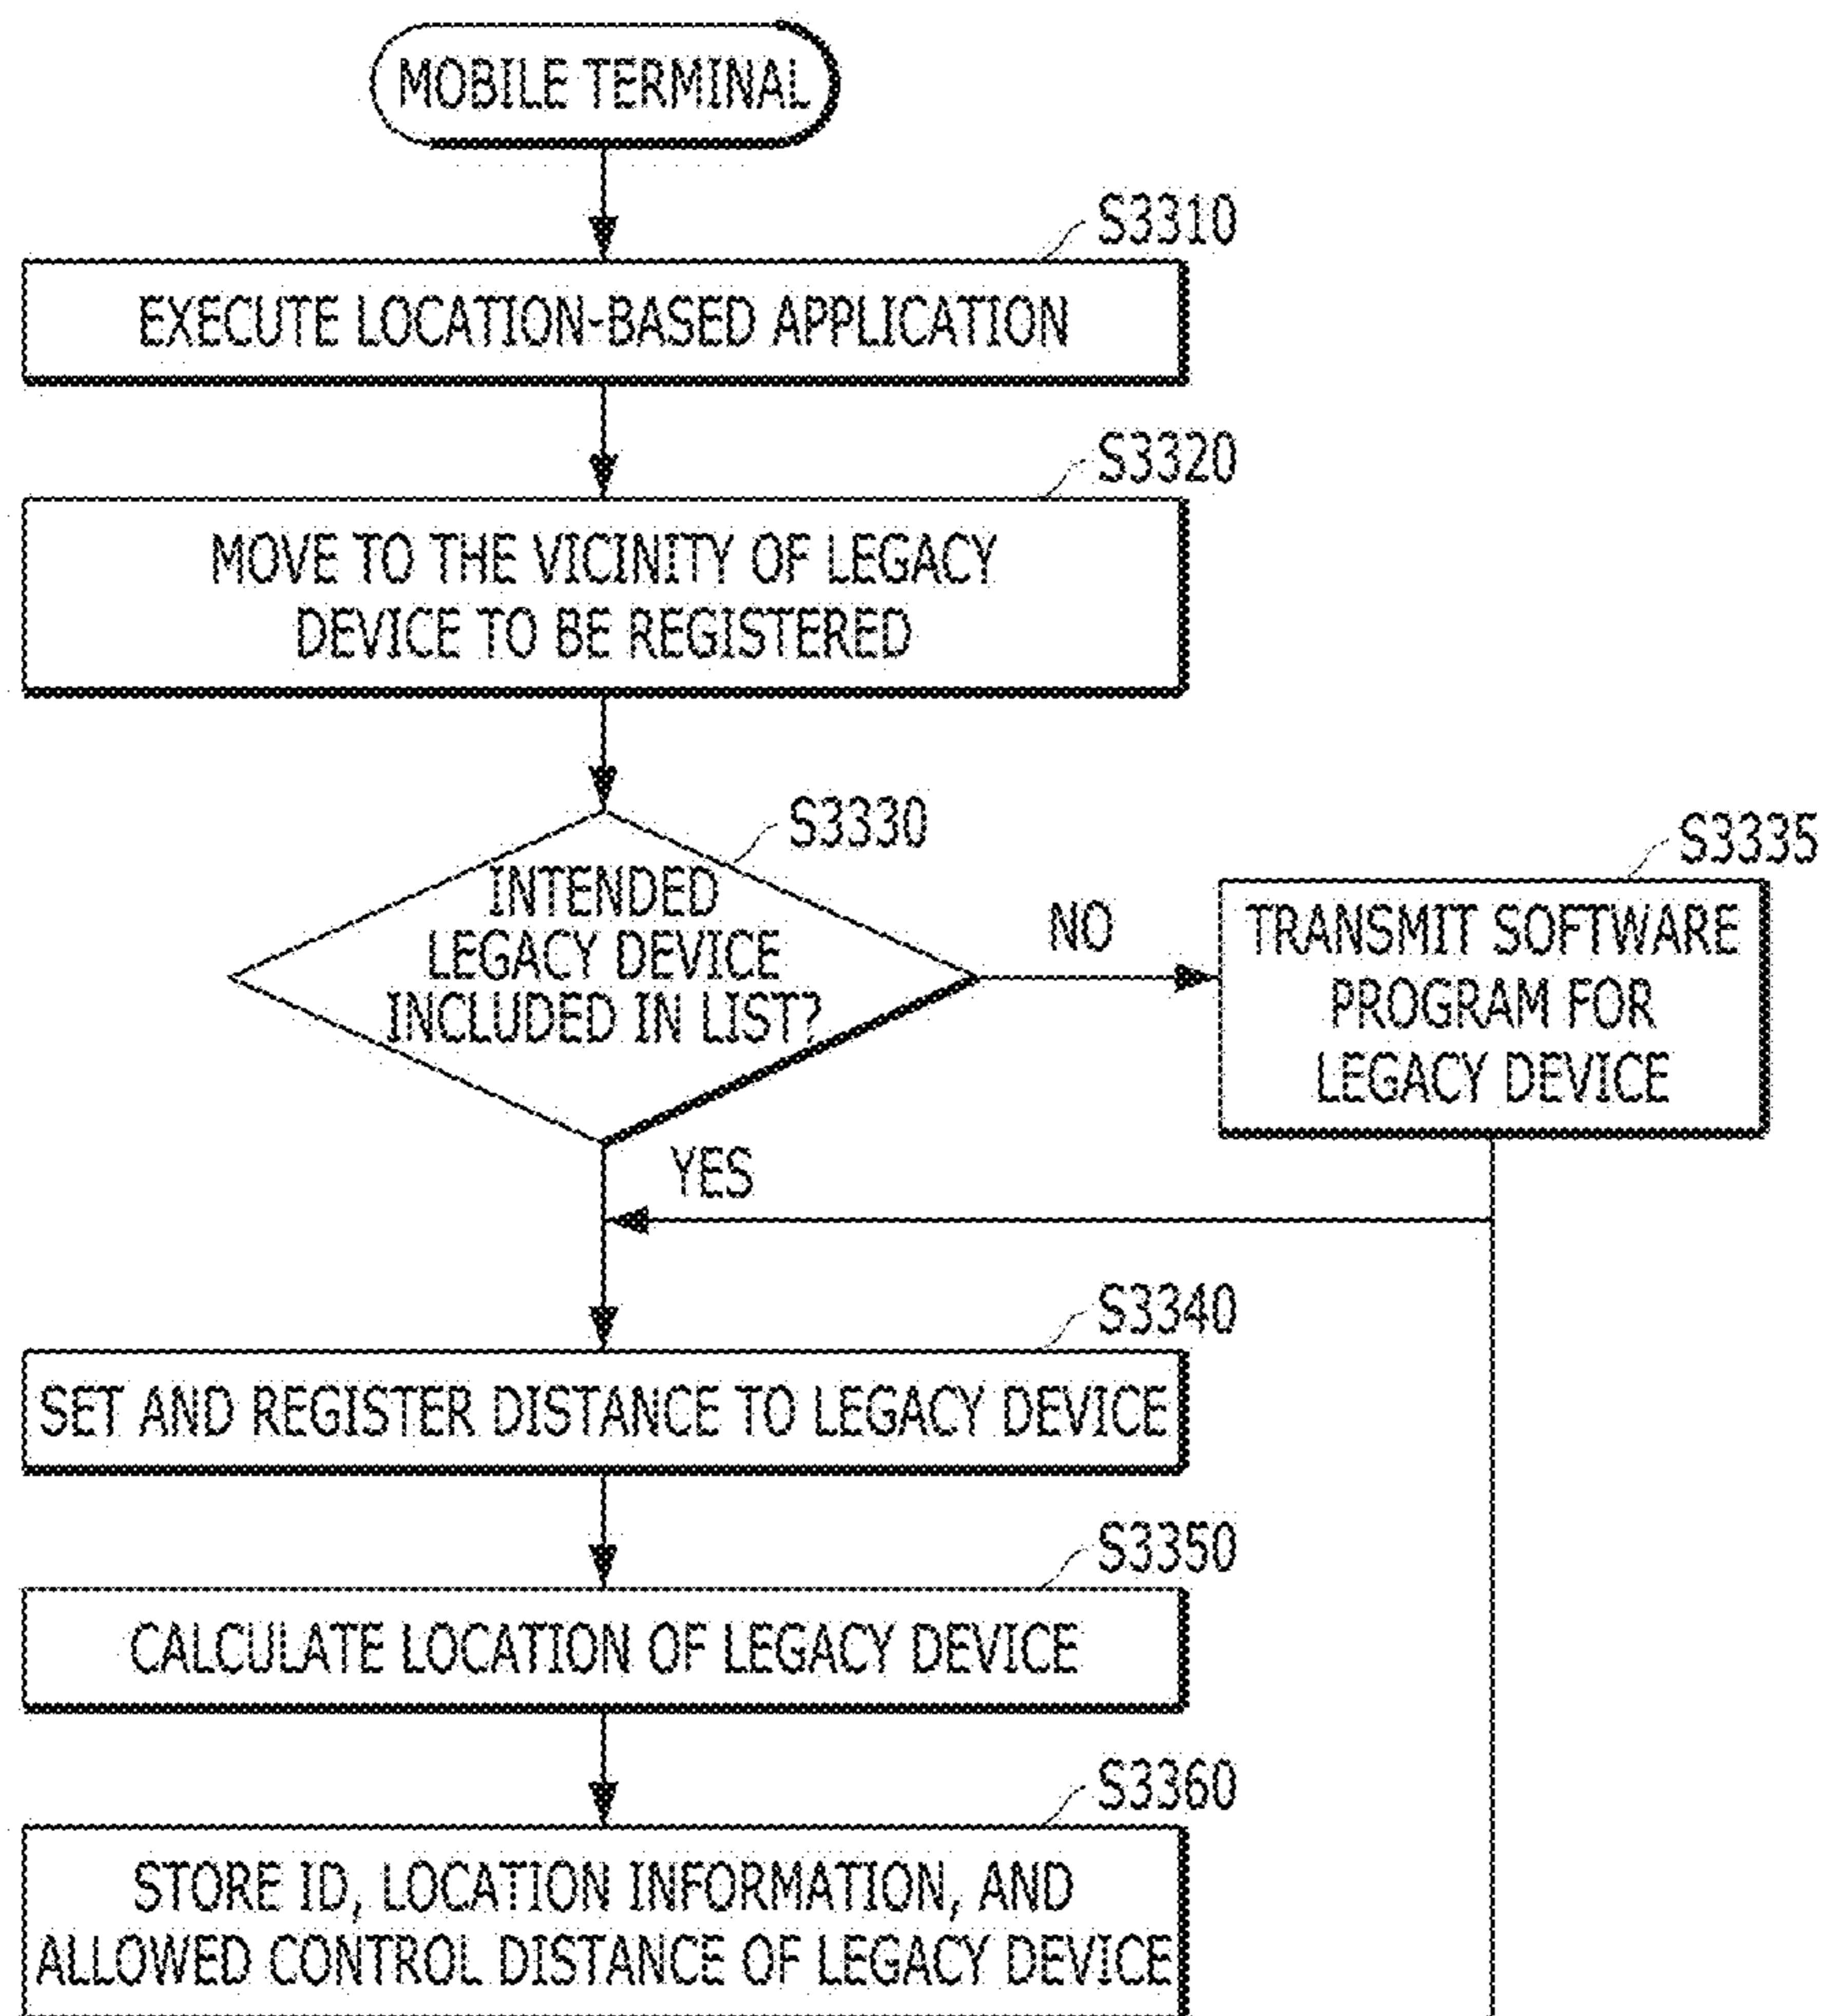 MOBILE TERMINAL
S3310
EXECUTE LOCATION-BASED APPLICATION
S3320
MOVE TO THE VICINITY OF LEGACY
DEVICE TO BE REGISTERED
S3330
INTENDED
LEGACY DEVICE
INCLUDED IN LIST?
NO
S3335
TRANSMIT SOFTWARE
PROGRAM FOR
LEGACY DEVICE
YES
S3340
SET AND REGISTER DISTANCE TO LEGACY DEVICE
S3350
CALCULATE LOCATION OF LEGACY DEVICE
S3360
STORE ID, LOCATION INFORMATION, AND
ALLOWED CONTROL DISTANCE OF LEGACY DEVICE